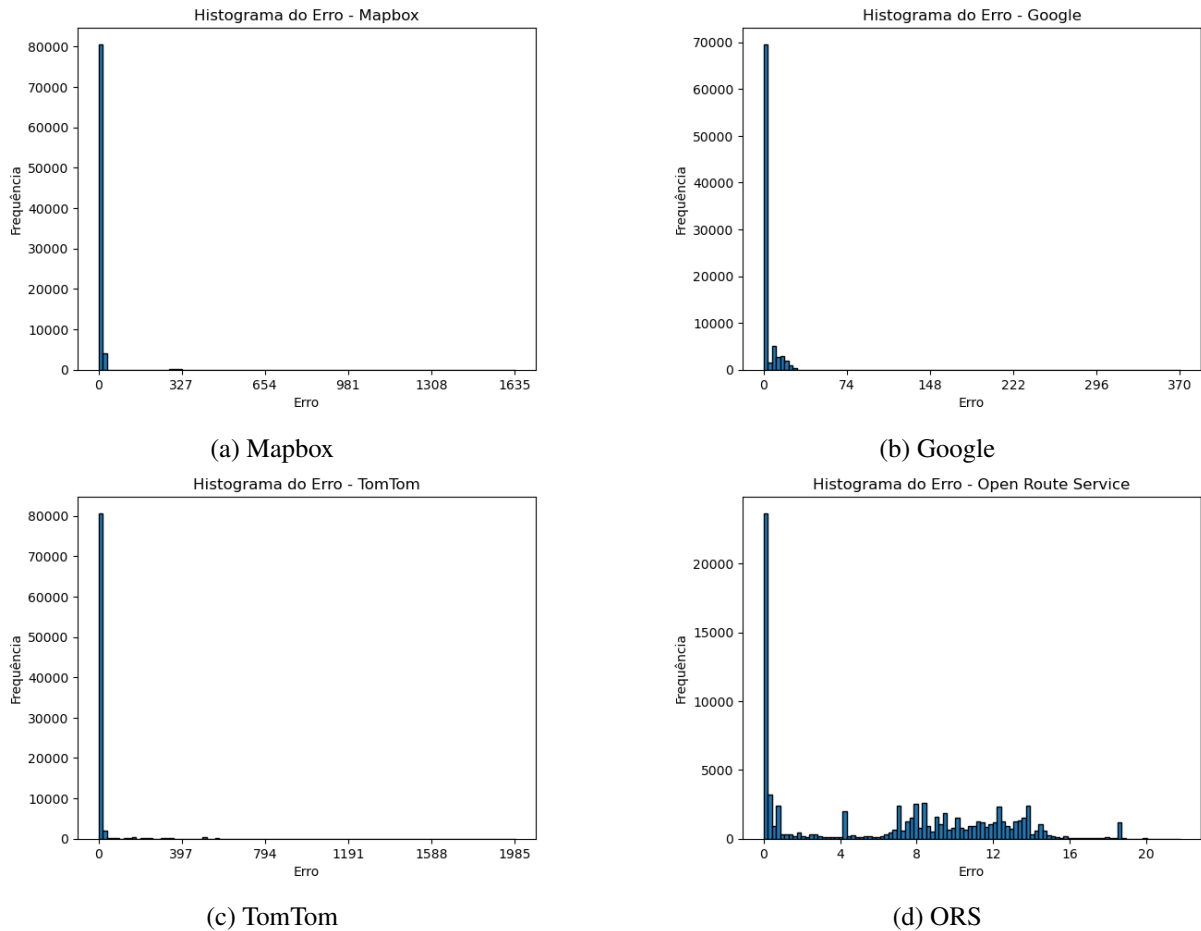 Histograma do Erro - Mapbox
80000
70000
60000
50000
40000
30000
20000
10000
0
Frequência
0 327 654 981 1308 1635
Erro
(a) Mapbox
Histograma do Erro - Google
70000
60000
50000
40000
30000
20000
10000
0
Frequência
0 74 148 222 296 370
Erro
(b) Google
Histograma do Erro - TomTom
80000
70000
60000
50000
40000
30000
20000
10000
0
Frequência
0 397 794 1191 1588 1985
Erro
(c) TomTom
Histograma do Erro - Open Route Service
20000
15000
10000
5000
0
Frequência
0 4 8 12 16 20
Erro
(d) ORS